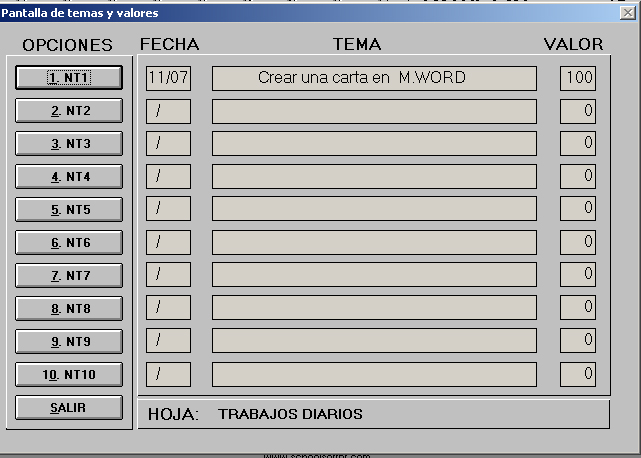 Pantalla de temas y valores
OPCIONES FECHA TEMA VALOR
1. NT1 11/07 Crear una carta en M.WORD 100
2. NT2 / 0
3. NT3 / 0
4. NT4 / 0
5. NT5 / 0
6. NT6 / 0
7. NT7 / 0
8. NT8 / 0
9. NT9 / 0
10. NT10 / 0
SALIR
HOJA: TRABAJOS DIARIOS